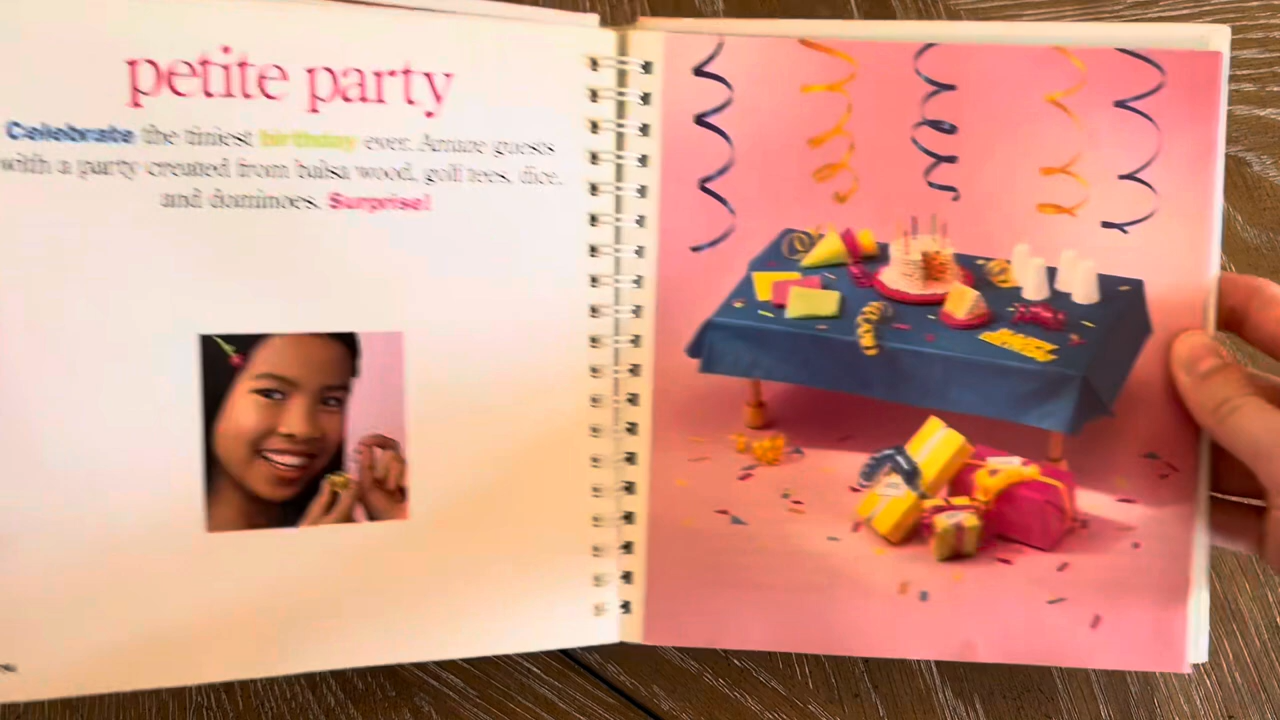 petite party
Celebrate the tiniest birthday ever. Amaze guests
with a party created from balsa wood, golf tees, dice,
and dominoes. Surprise!